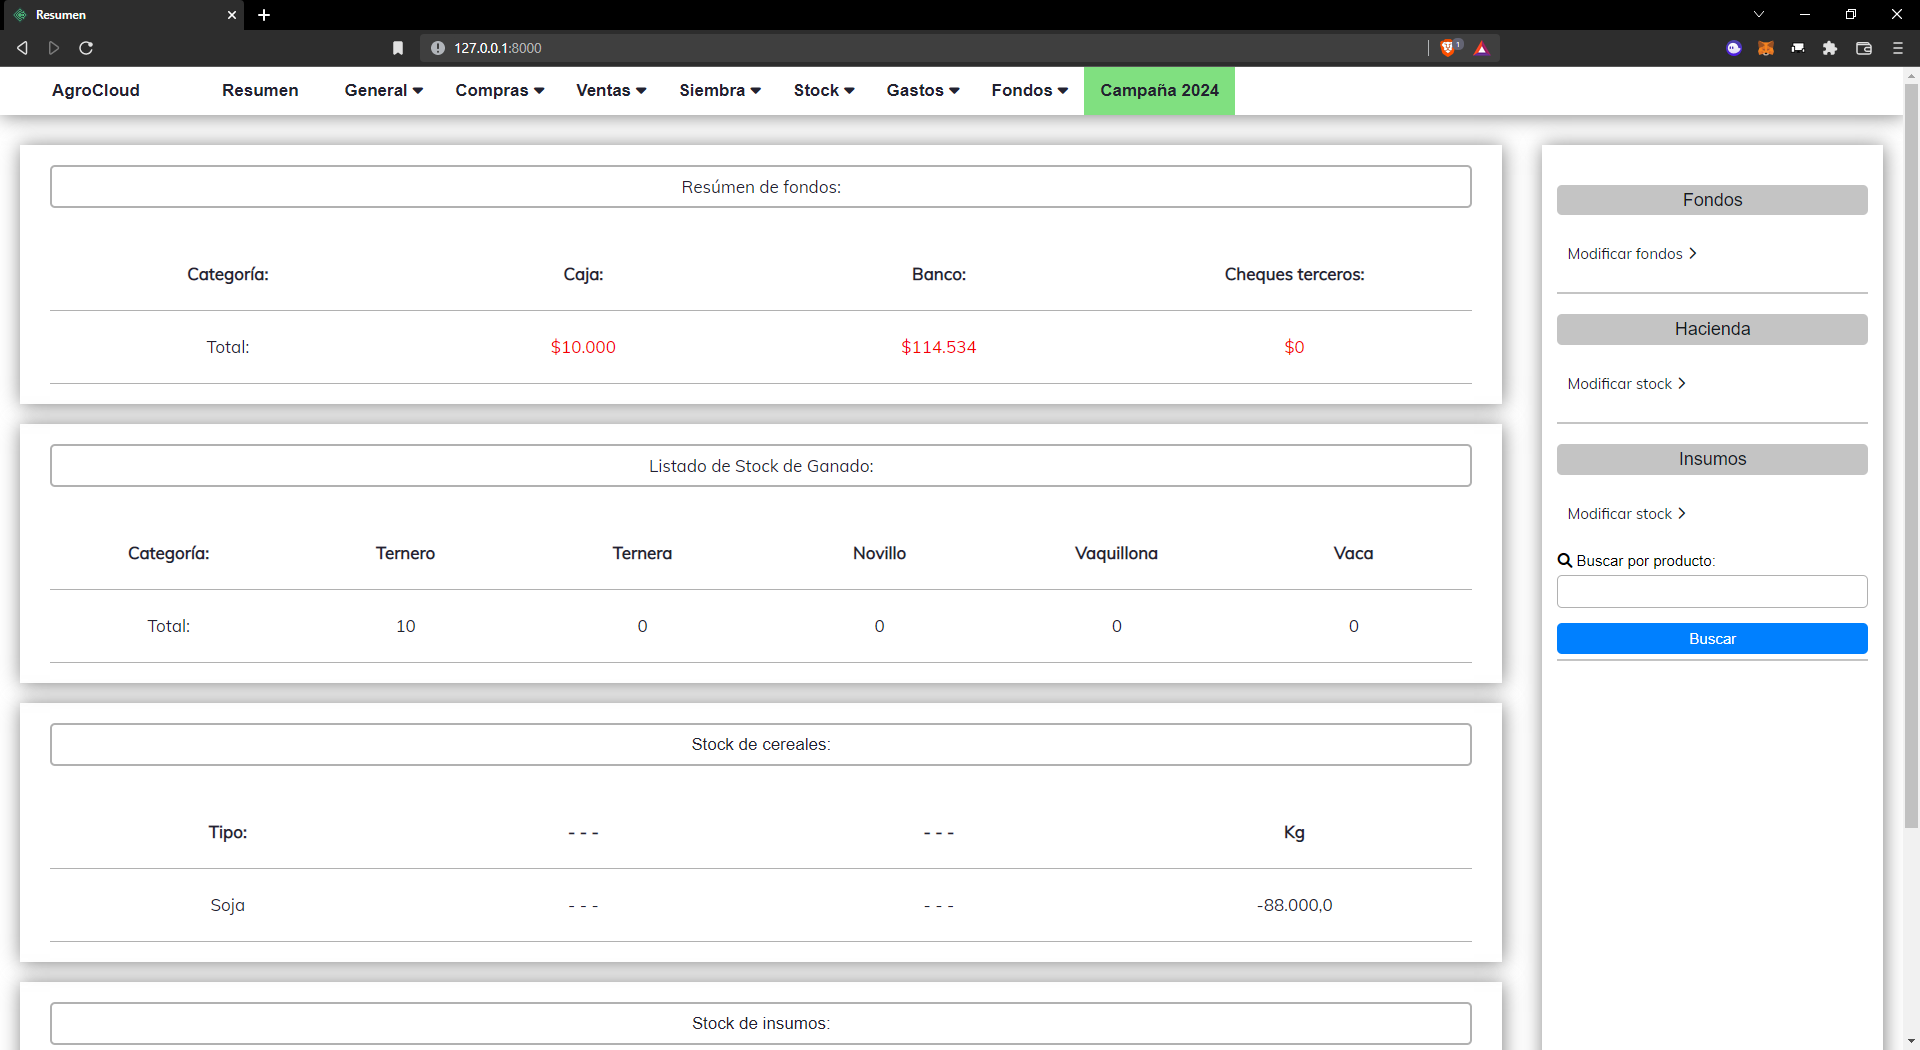 Resumen
127.0.0.1:8000
1
AgroCloud Resumen General Compras Ventas Siembra Stock Gastos Fondos Campaña 2024
Resúmen de fondos:
Categoría: Caja: Banco: Cheques terceros:
Total: $10.000 $114.534 $0
Listado de Stock de Ganado:
Categoría: Ternero Ternera Novillo Vaquillona Vaca
Total: 10 0 0 0 0
Stock de cereales:
Tipo: - - - - - - Kg
Soja - - - - - - -88.000,0
Stock de insumos:
Fondos
Modificar fondos
Hacienda
Modificar stock
Insumos
Modificar stock
Buscar por producto:
Buscar